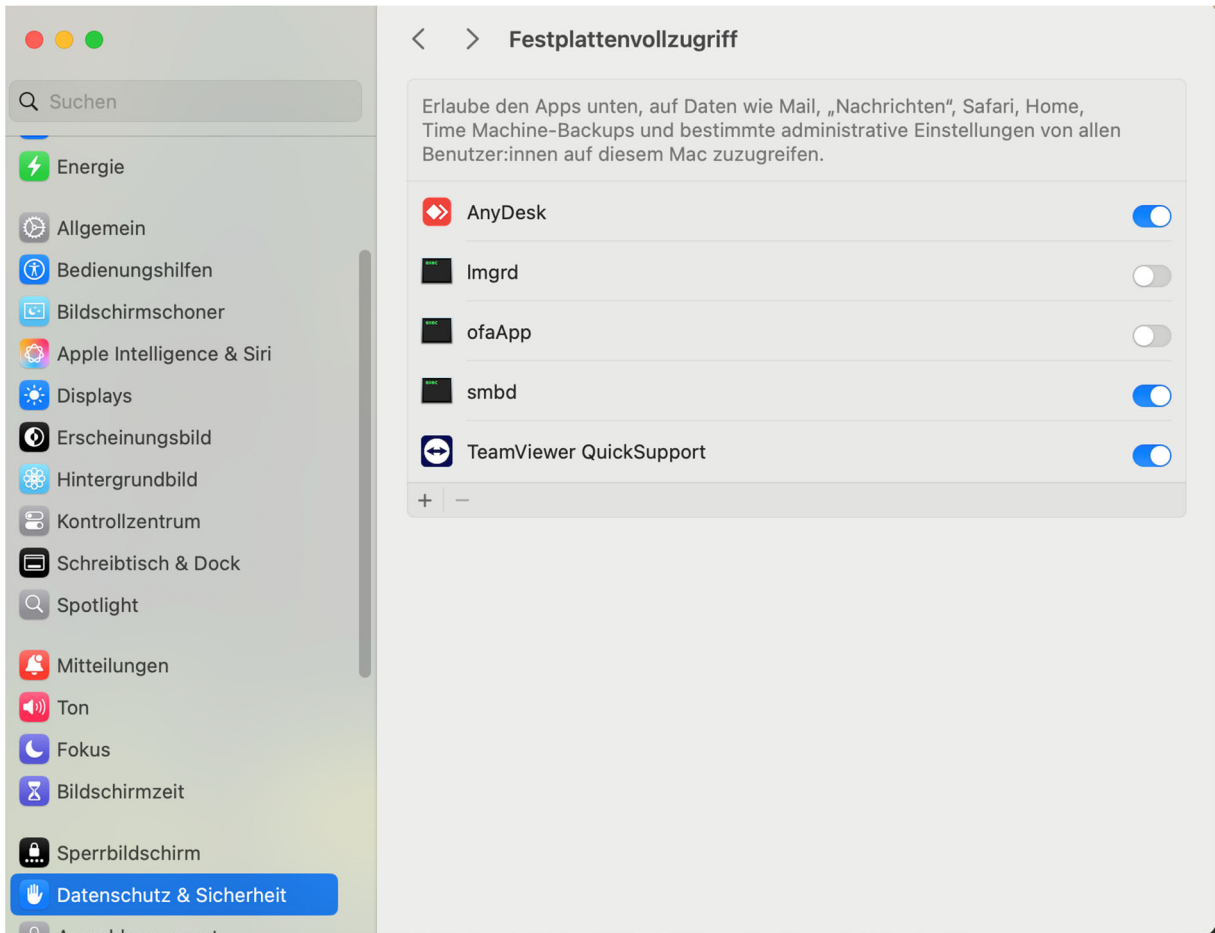 Festplattenvollzugriff
Suchen
Energie
Allgemein
Bedienungshilfen
Bildschirmschoner
Apple Intelligence & Siri
Displays
Erscheinungsbild
Hintergrundbild
Kontrollzentrum
Schreibtisch & Dock
Spotlight
Mitteilungen
Ton
Fokus
Bildschirmzeit
Sperrbildschirm
Datenschutz & Sicherheit
Erlaube den Apps unten, auf Daten wie Mail, „Nachrichten“, Safari, Home,
Time Machine-Backups und bestimmte administrative Einstellungen von allen
Benutzer:innen auf diesem Mac zuzugreifen.
AnyDesk
lmgrd
ofaApp
smbd
TeamViewer QuickSupport